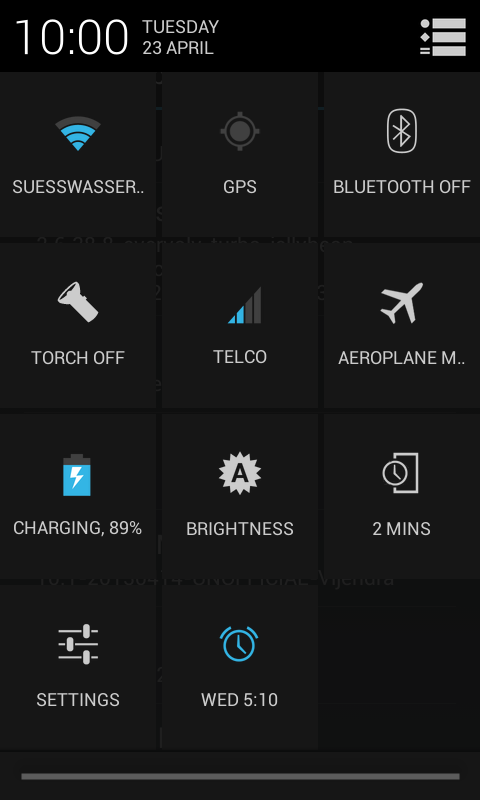 10:00
TUESDAY
23 APRIL
SUESSWASSER..
GPS
BLUETOOTH OFF
TORCH OFF
TELCO
AEROPLANE M..
CHARGING, 89%
A
BRIGHTNESS
2 MINS
SETTINGS
WED 5:10